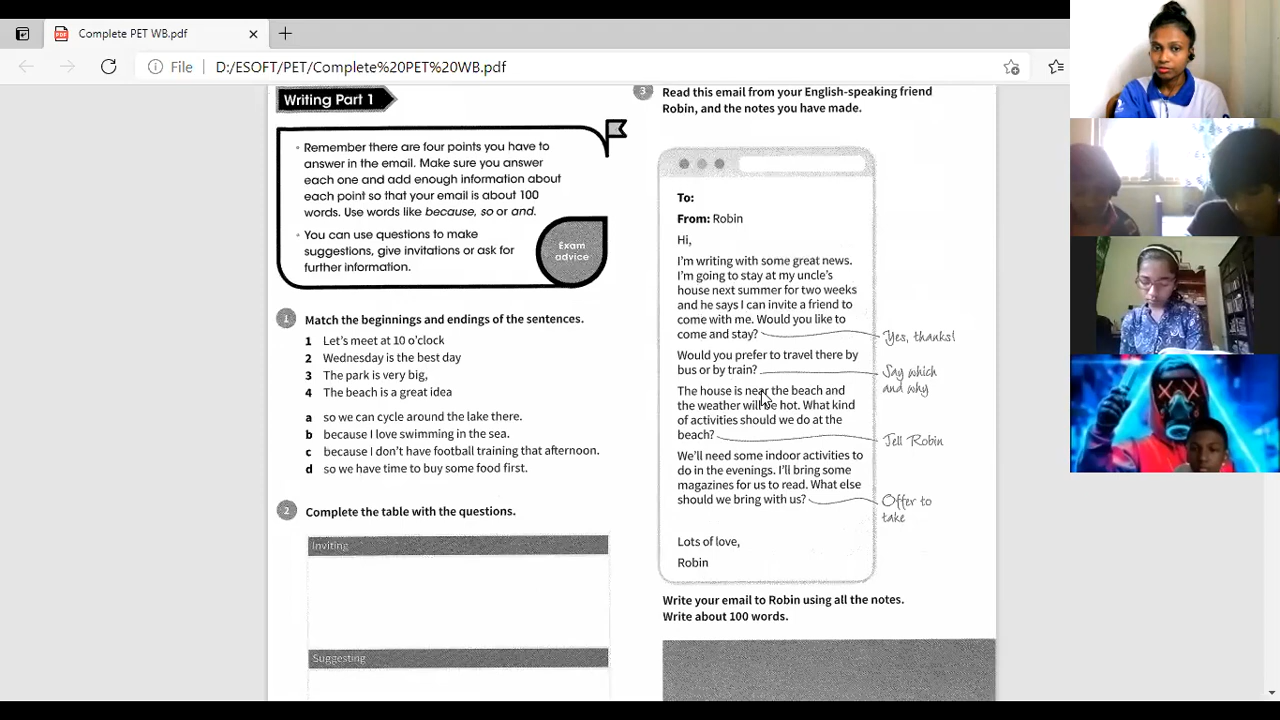 Complete PET WB.pdf
File
D:/ESOFT/PET/Complete%20PET%20WB.pdf
Writing Part 1
• Remember there are four points you have to
answer in the email. Make sure you answer
each one and add enough information about
each point so that your email is about 100
words. Use words like because, so or and.
• You can use questions to make
suggestions, give invitations or ask for
further information.
Exam
advice
1 Match the beginnings and endings of the sentences.
1 Let's meet at 10 o'clock
2 Wednesday is the best day
3 The park is very big,
4 The beach is a great idea
a so we can cycle around the lake there.
b because I love swimming in the sea.
c because I don't have football training that afternoon.
d so we have time to buy some food first.
2 Complete the table with the questions.
Inviting
Suggesting
3 Read this email from your English-speaking friend
Robin, and the notes you have made.
To:
From: Robin
Hi,
I'm writing with some great news.
I'm going to stay at my uncle's
house next summer for two weeks
and he says I can invite a friend to
come with me. Would you like to
come and stay?
Yes, thanks!
Would you prefer to travel there by
bus or by train?
Say which
and why
The house is near the beach and
the weather will be hot. What kind
of activities should we do at the
beach?
Tell Robin
We'll need some indoor activities to
do in the evenings. I'll bring some
magazines for us to read. What else
should we bring with us?
Offer to
take
Lots of love,
Robin
Write your email to Robin using all the notes.
Write about 100 words.